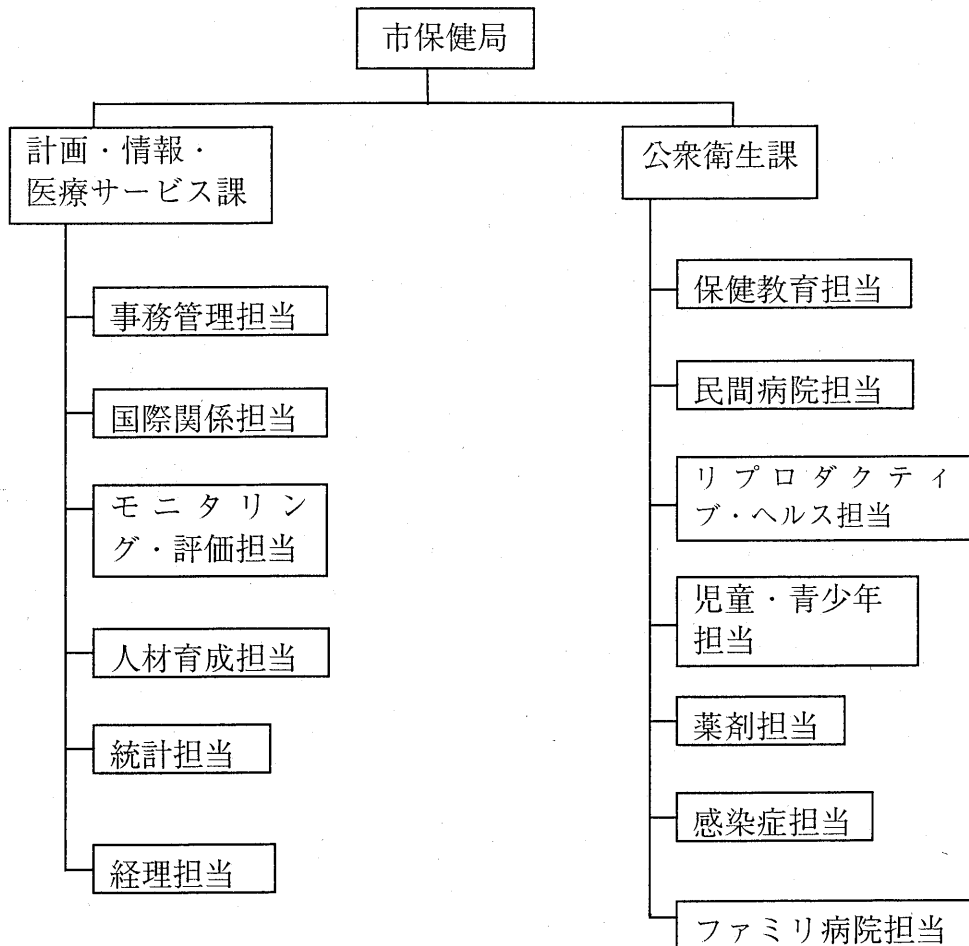 市保健局
計画・情報・
医療サービス課
事務管理担当
国際関係担当
モニタリン
グ・評価担当
人材育成担当
統計担当
経理担当
公衆衛生課
保健教育担当
民間病院担当
リプロダクティ
ブ・ヘルス担当
児童・青少年
担当
薬剤担当
感染症担当
ファミリ病院担当